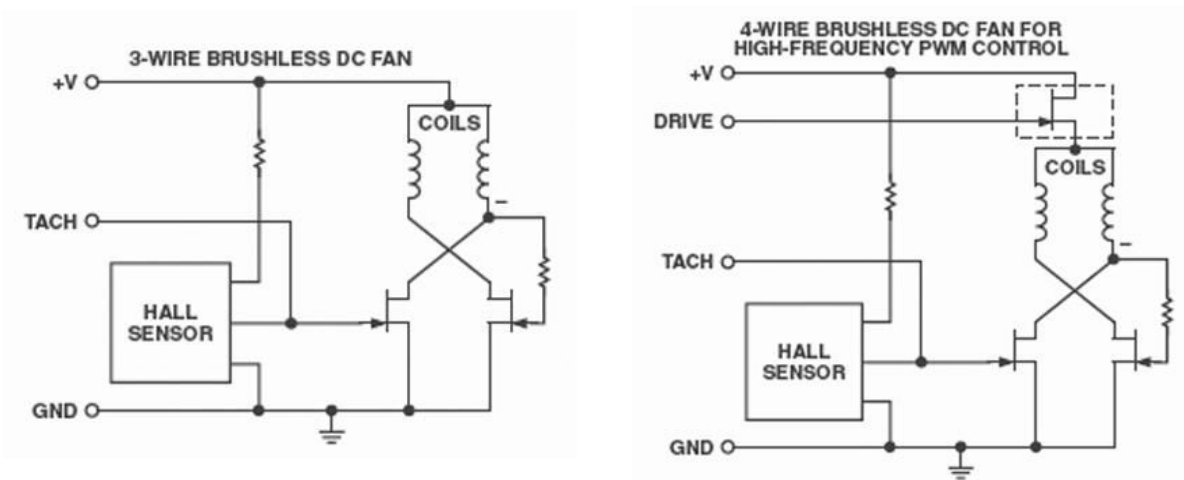 3-WIRE BRUSHLESS DC FAN
+V
COILS
TACH
–
HALL
SENSOR
GND
4-WIRE BRUSHLESS DC FAN FOR
HIGH-FREQUENCY PWM CONTROL
+V
DRIVE
COILS
–
TACH
HALL
SENSOR
GND